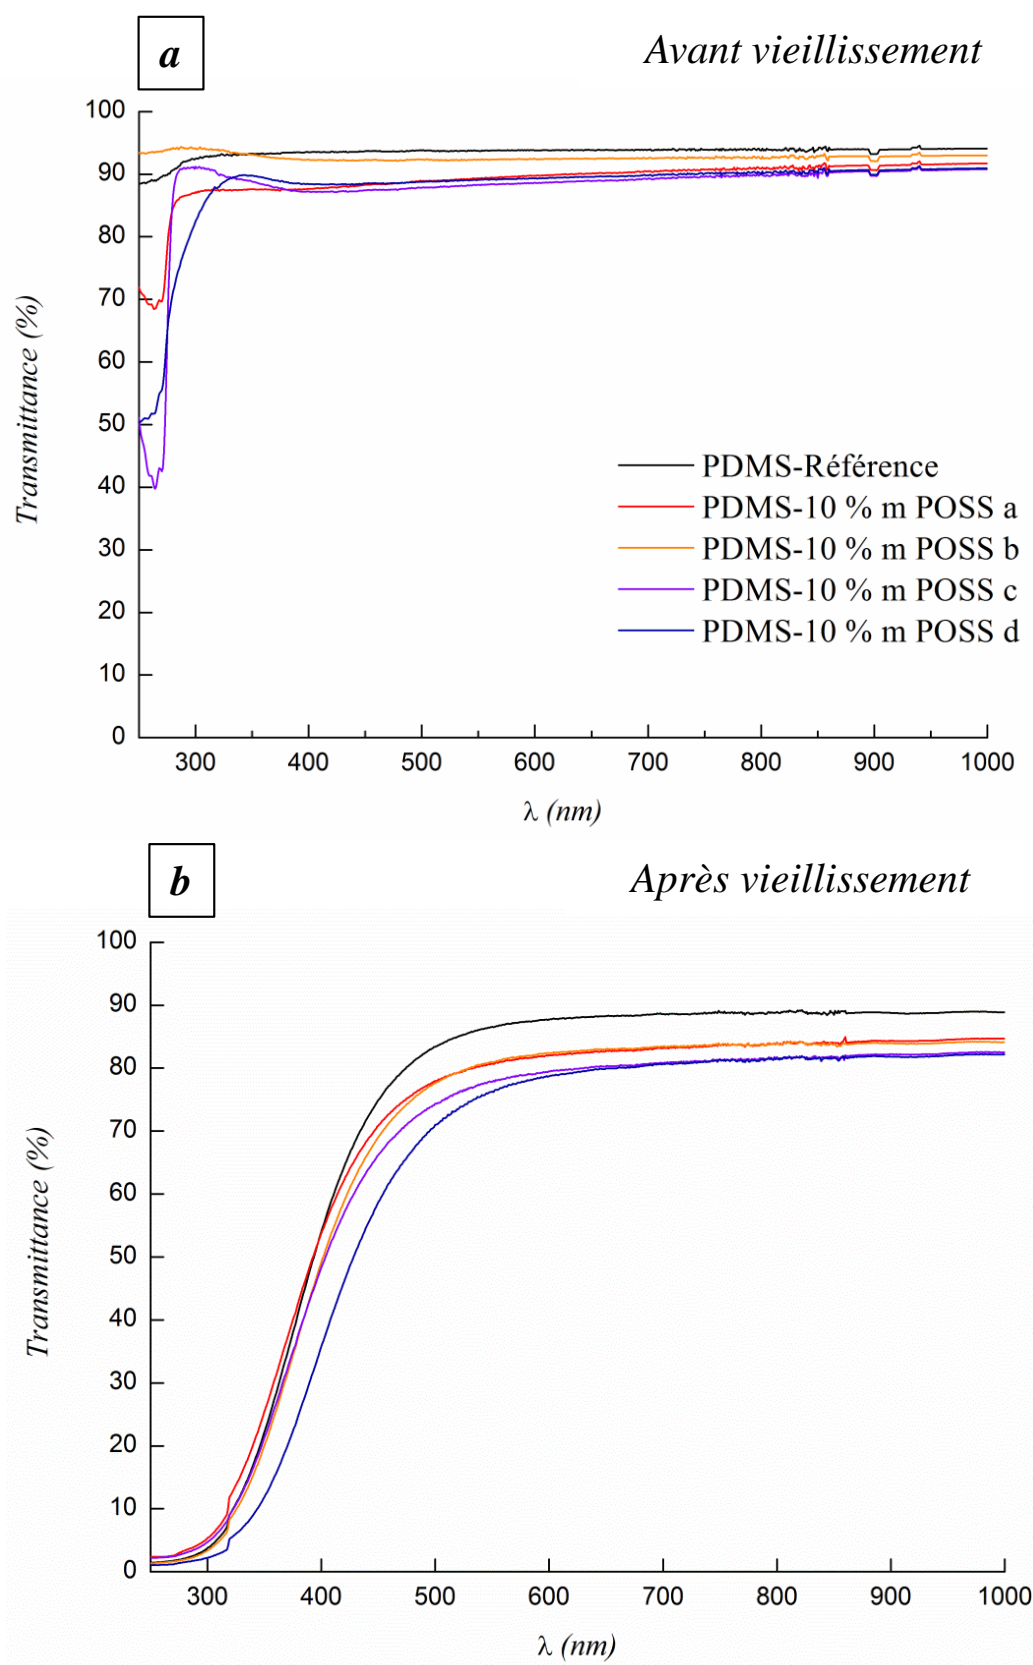 a
Avant vieillissement
100
90
80
70
60
50
40
30
20
10
0
Transmittance (%)
PDMS-Référence
PDMS-10 % m POSS a
PDMS-10 % m POSS b
PDMS-10 % m POSS c
PDMS-10 % m POSS d
300 400 500 600 700 800 900 1000
λ (nm)
b
Après vieillissement
100
90
80
70
60
50
40
30
20
10
0
Transmittance (%)
300 400 500 600 700 800 900 1000
λ (nm)